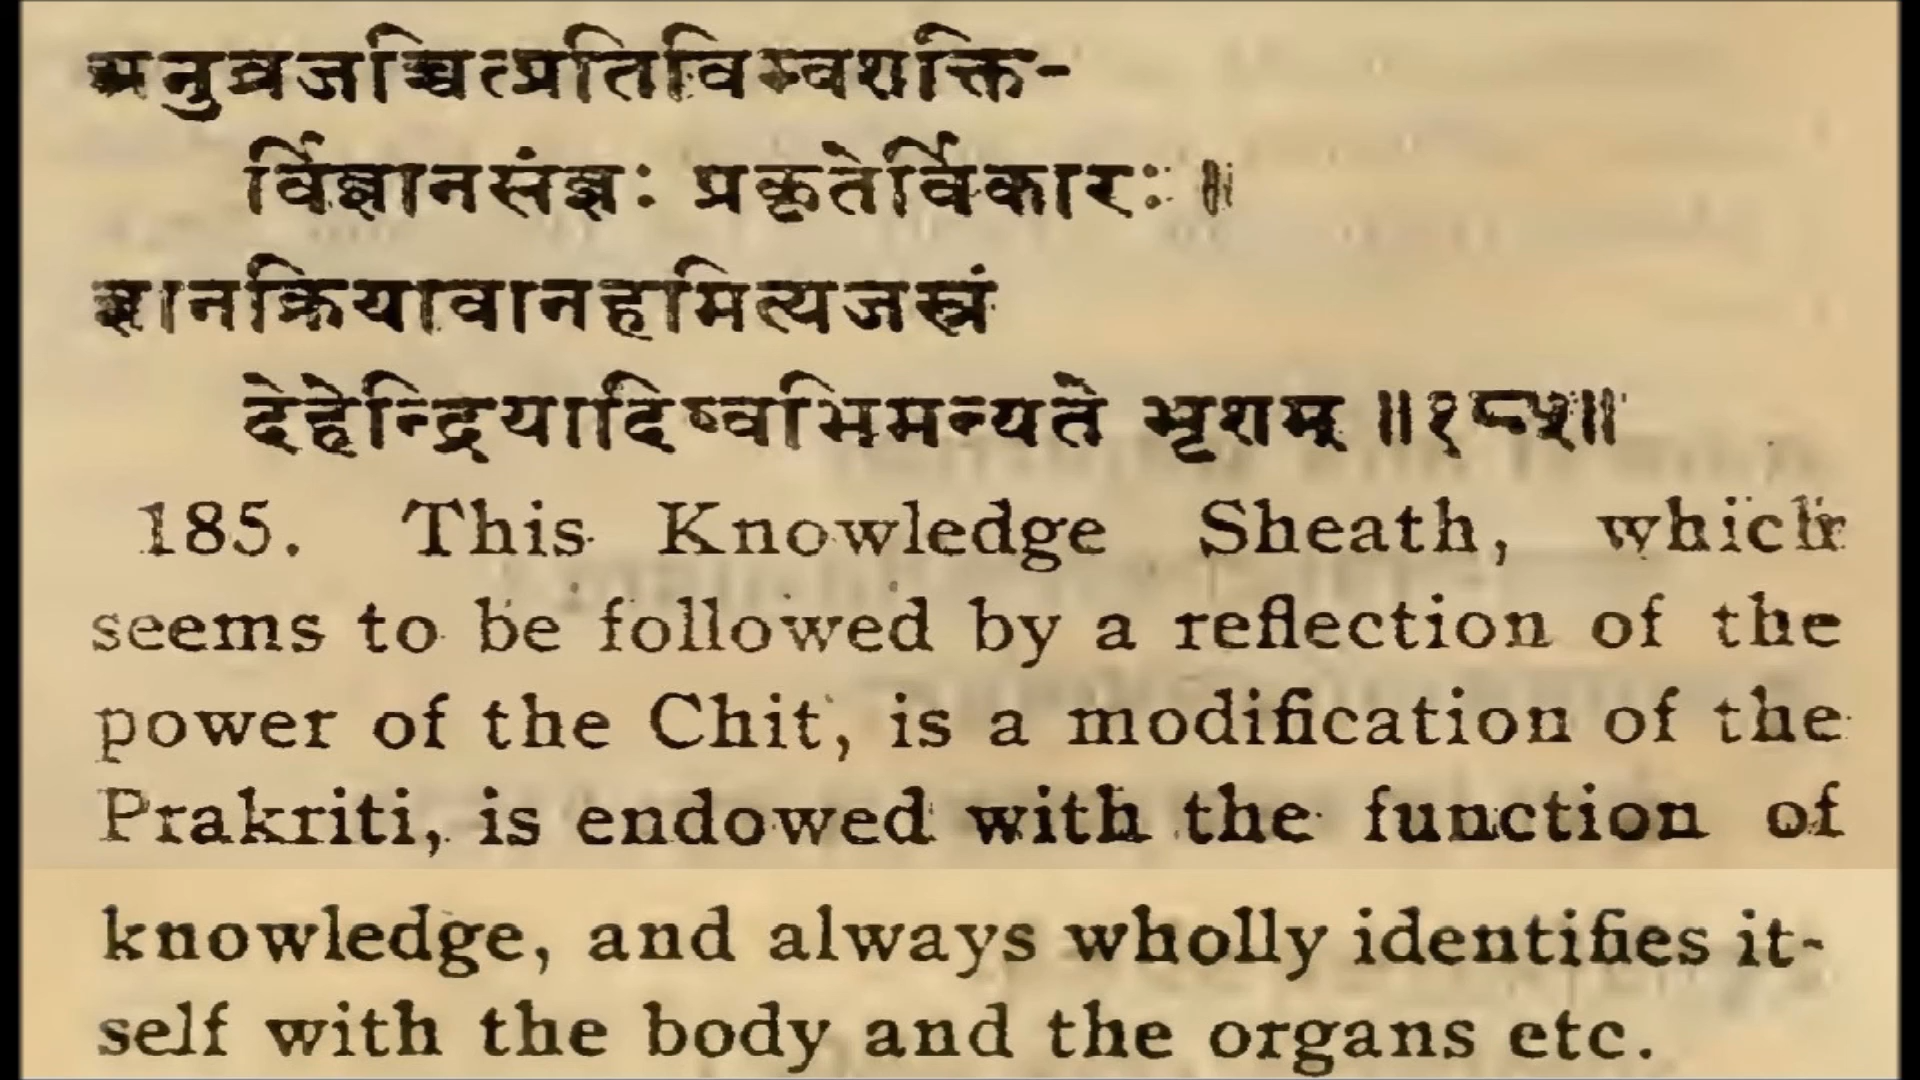 अनुव्रजच्चित्प्रतिविम्वशक्ति-
र्विज्ञानसंज्ञः प्रकृतेर्विकारः ॥
ज्ञानक्रियावानहमित्यजस्रं
देहेन्द्रियादिष्वभिमन्यते भृशम् ॥१८५॥
185. This Knowledge Sheath, which
seems to be followed by a reflection of the
power of the Chit, is a modification of the
Prakriti, is endowed with the function of
knowledge, and always wholly identifies it-
self with the body and the organs etc.